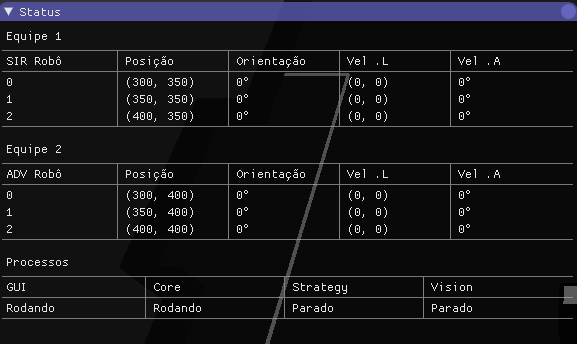 Status
Equipe 1
SIR Robô Posição Orientação Vel .L Vel .A
0 (300, 350) 0° (0, 0) 0°
1 (350, 350) 0° (0, 0) 0°
2 (400, 350) 0° (0, 0) 0°
Equipe 2
ADV Robô Posição Orientação Vel .L Vel .A
0 (300, 400) 0° (0, 0) 0°
1 (350, 400) 0° (0, 0) 0°
2 (400, 400) 0° (0, 0) 0°
Processos
GUI Core Strategy Vision
Rodando Rodando Parado Parado